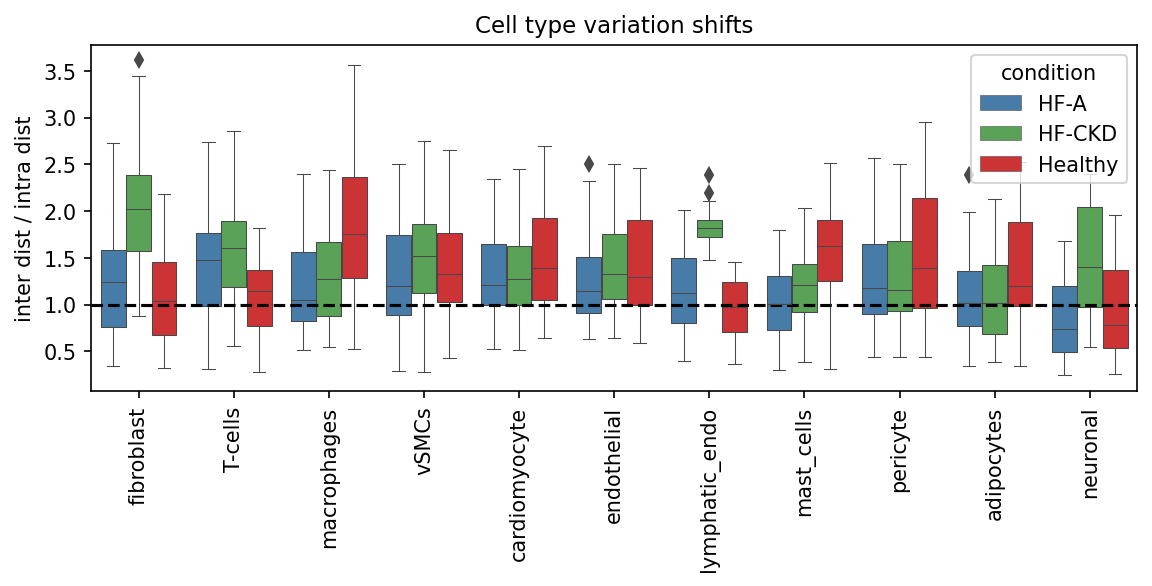 Cell type variation shifts
inter dist / intra dist
3.5
3.0
2.5
2.0
1.5
1.0
0.5
condition
HF-A
HF-CKD
Healthy
fibroblast
T-cells
macrophages
vSMCs
cardiomyocyte
endothelial
lymphatic_endo
mast_cells
pericyte
adipocytes
neuronal